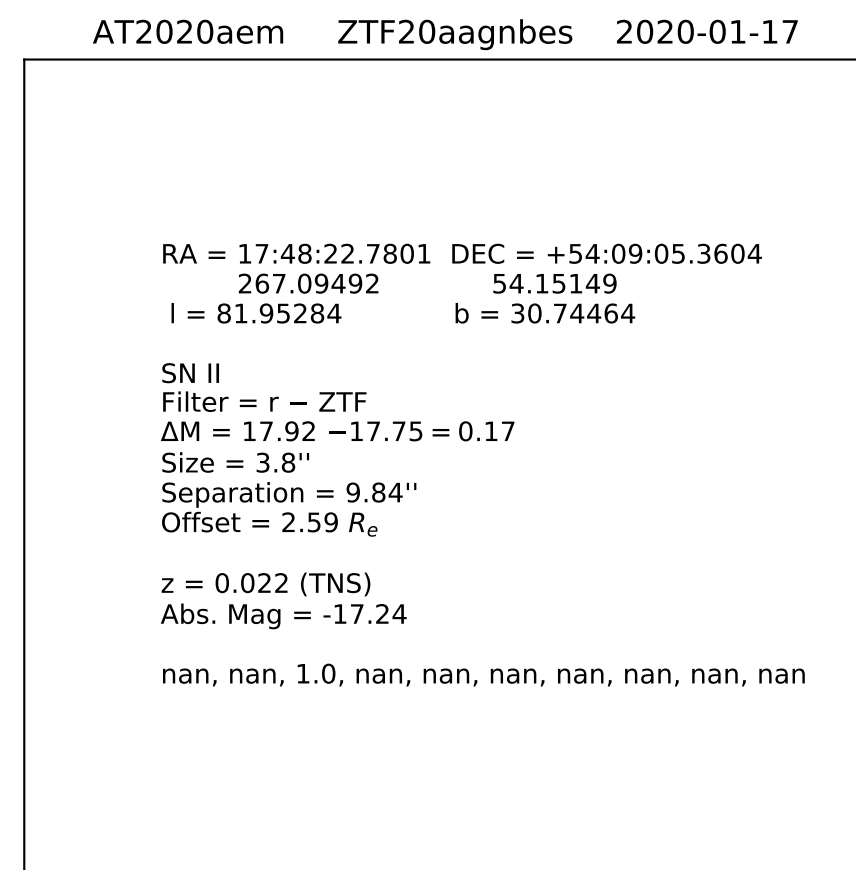 AT2020aem ZTF20aagnbes 2020-01-17
RA = 17:48:22.7801 DEC = +54:09:05.3604
267.09492 54.15149
l = 81.95284 b = 30.74464
SN II
Filter = r − ZTF
ΔM = 17.92 −17.75 = 0.17
Size = 3.8''
Separation = 9.84''
Offset = 2.59 Re
z = 0.022 (TNS)
Abs. Mag = -17.24
nan, nan, 1.0, nan, nan, nan, nan, nan, nan, nan